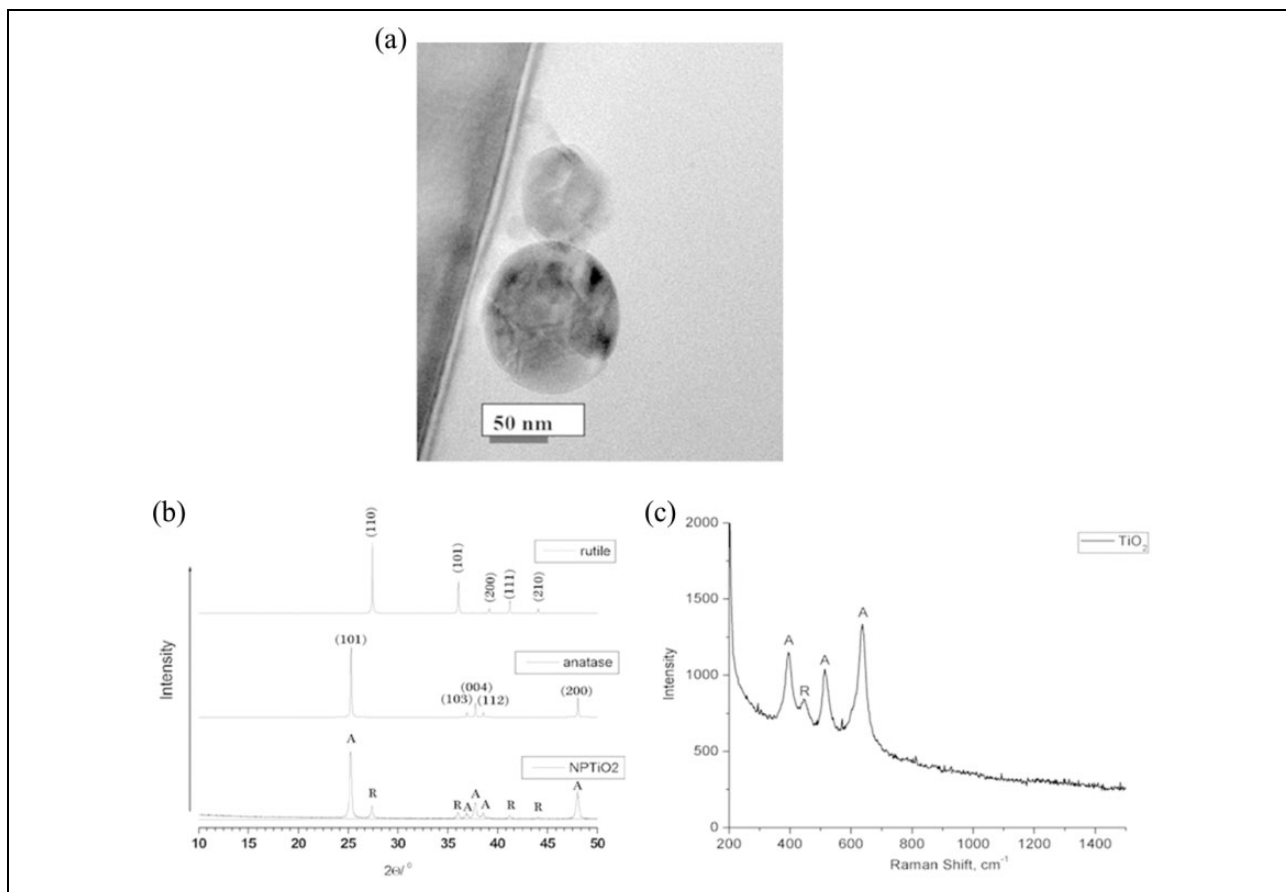 (a)
50 nm
(b)
(110)
(101)
(200)
(111)
(210)
rutile
(101)
(103)
(004)
(112)
(200)
anatase
A
R
R
A
A
A
R
R
A
NPTiO2
Intensity
10 15 20 25 30 35 40 45 50
2Θ/°
(c)
2000
1500
1000
500
0
TiO₂
A
R
A
A
Intensity
200 400 600 800 1000 1200 1400
Raman Shift, cm⁻¹